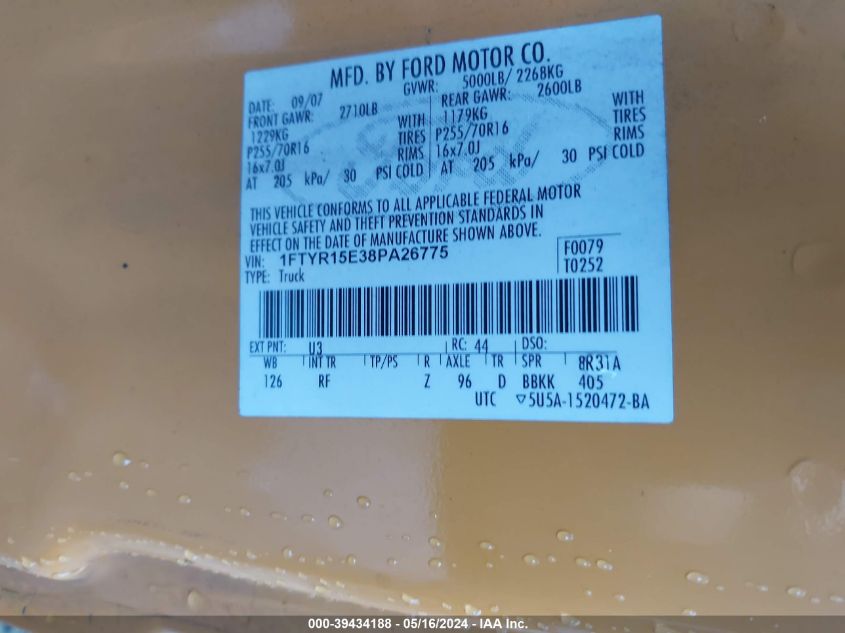 MFD. BY FORD MOTOR CO.
DATE: 09/07 GVWR: 5000LB/ 2268KG
FRONT GAWR: 2710LB REAR GAWR: 2600LB
1229KG WITH 1179KG WITH
P255/70R16 TIRES P255/70R16 TIRES
16x7.0J RIMS 16x7.0J RIMS
AT 205 kPa/ 30 PSI COLD AT 205 kPa/ 30 PSI COLD
THIS VEHICLE CONFORMS TO ALL APPLICABLE FEDERAL MOTOR
VEHICLE SAFETY AND THEFT PREVENTION STANDARDS IN
EFFECT ON THE DATE OF MANUFACTURE SHOWN ABOVE.
VIN: 1FTYR15E38PA26775 F0079
TYPE: Truck T0252
EXT PNT: U3 RC: 44 DSO:
WB INT TR TP/PS R AXLE TR SPR 8R31A
126 RF Z 96 D BBKK 405
UTC ▽5U5A-1520472-BA
000-39434188 - 05/16/2024 - IAA Inc.